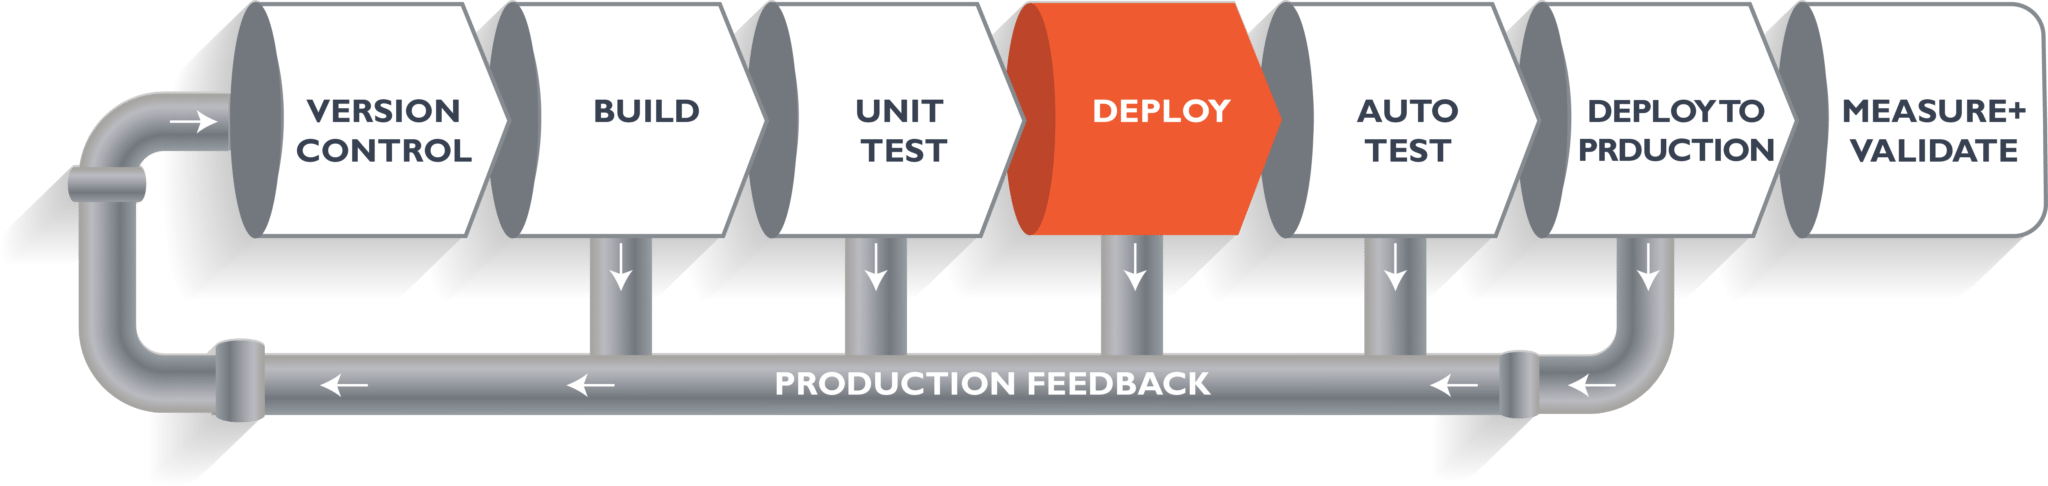 VERSION
CONTROL
BUILD
UNIT
TEST
DEPLOY
AUTO
TEST
DEPLOY TO
PRDUCTION
MEASURE+
VALIDATE
PRODUCTION FEEDBACK